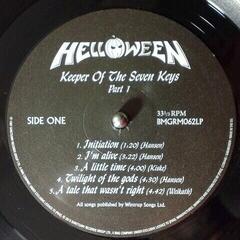 HELLOWEEN
Keeper Of The Seven Keys
Part 1
SIDE ONE
33⅓ RPM
BMGRM062LP
1. Initiation (1:20) (Hansen)
2. I'm alive (3:22) (Hansen)
3. A little time (4:00) (Kiske)
4. Twilight of the gods (4:30) (Hansen)
5. A tale that wasn't right (4:42) (Weikath)
All songs published by Wintrup Songs Ltd.